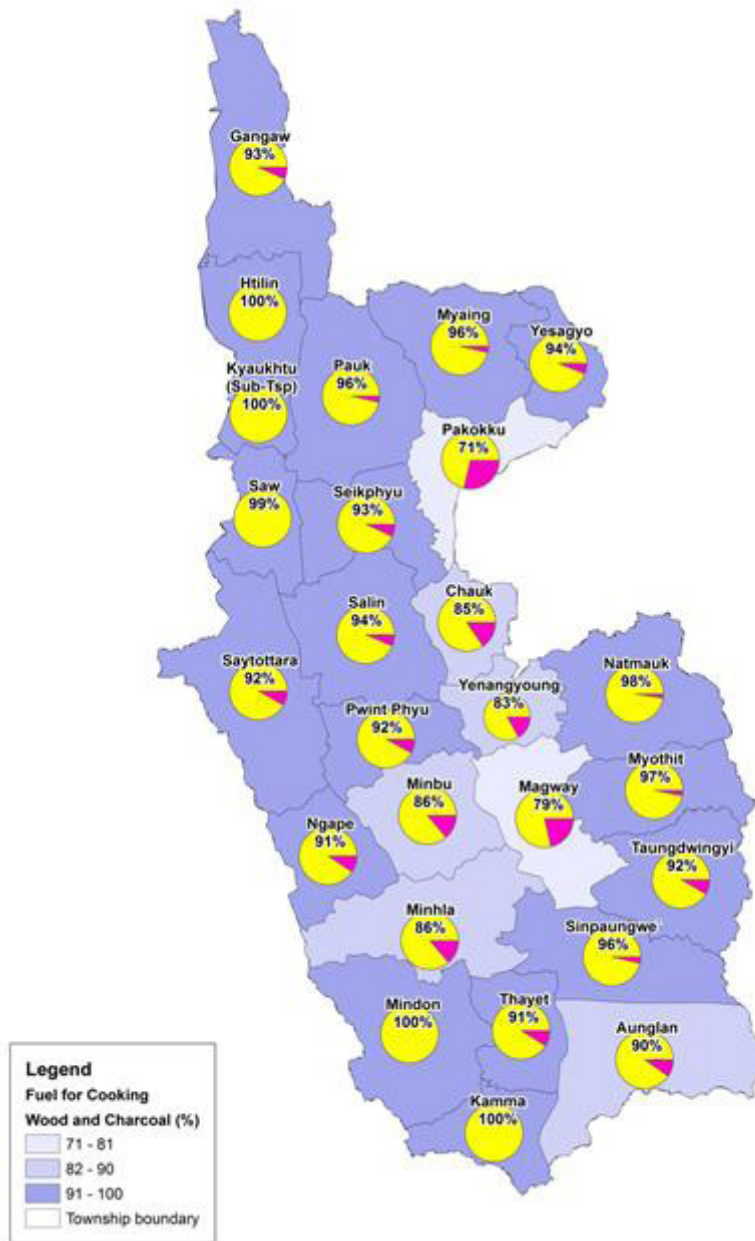 Gangaw
93%
Htilin
100%
Myaing
96%
Yesagyo
94%
Kyaukhtu
(Sub-Tsp)
100%
Pauk
96%
Pakokku
71%
Saw
99%
Seikphyu
93%
Chauk
85%
Salin
94%
Saytottara
92%
Yenangyoung
83%
Natmauk
98%
Pwint Phyu
92%
Minbu
86%
Magway
79%
Myothit
97%
Ngape
91%
Taungdwingyi
92%
Minhla
86%
Sinpaungwe'
96%
Mindon
100%
Thayet
91%
Aunglan
90%
Kamma
100%
Legend
Fuel for Cooking
Wood and Charcoal (%)
71 - 81
82 - 90
91 - 100
Township boundary